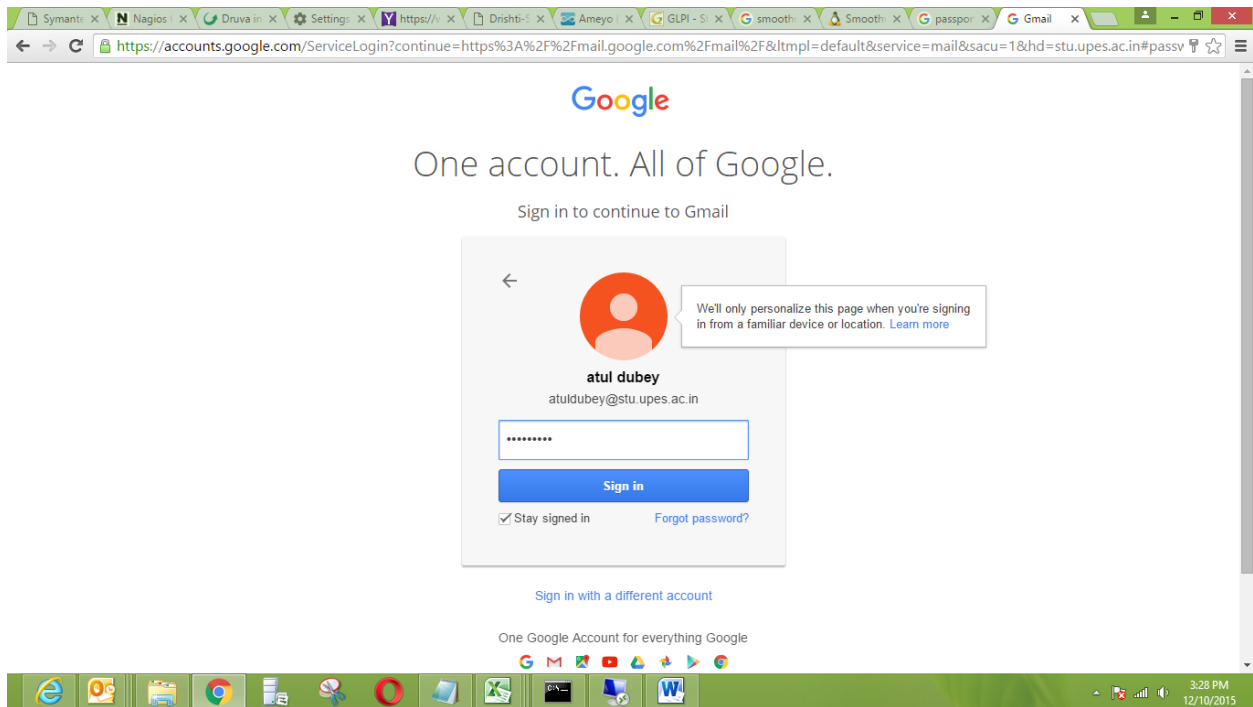 Symante
Nagios
Druva in
Settings
https://
Drishti-S
Ameyo
GLPI - S
smooth
Smooth
passpor
Gmail
https://accounts.google.com/ServiceLogin?continue=https%3A%2F%2Fmail.google.com%2Fmail%2F&ltmpl=default&service=mail&sacu=1&hd=stu.upes.ac.in#passw
Google
One account. All of Google.
Sign in to continue to Gmail
We'll only personalize this page when you're signing
in from a familiar device or location. Learn more
atul dubey
atuldubey@stu.upes.ac.in
•••••••••
Sign in
Stay signed in
Forgot password?
Sign in with a different account
One Google Account for everything Google
3:28 PM
12/10/2015